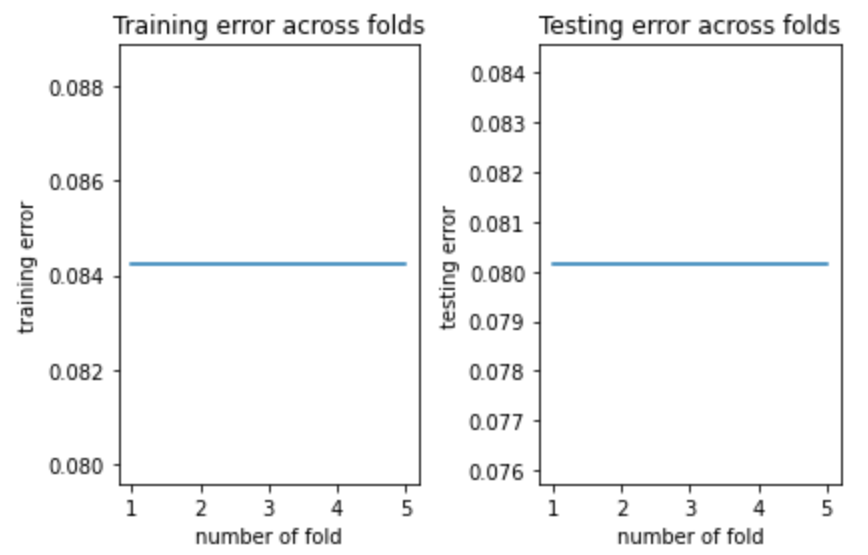 Training error across folds
Testing error across folds
training error
0.088
0.086
0.084
0.082
0.080
1 2 3 4 5
number of fold
testing error
0.084
0.083
0.082
0.081
0.080
0.079
0.078
0.077
0.076
1 2 3 4 5
number of fold